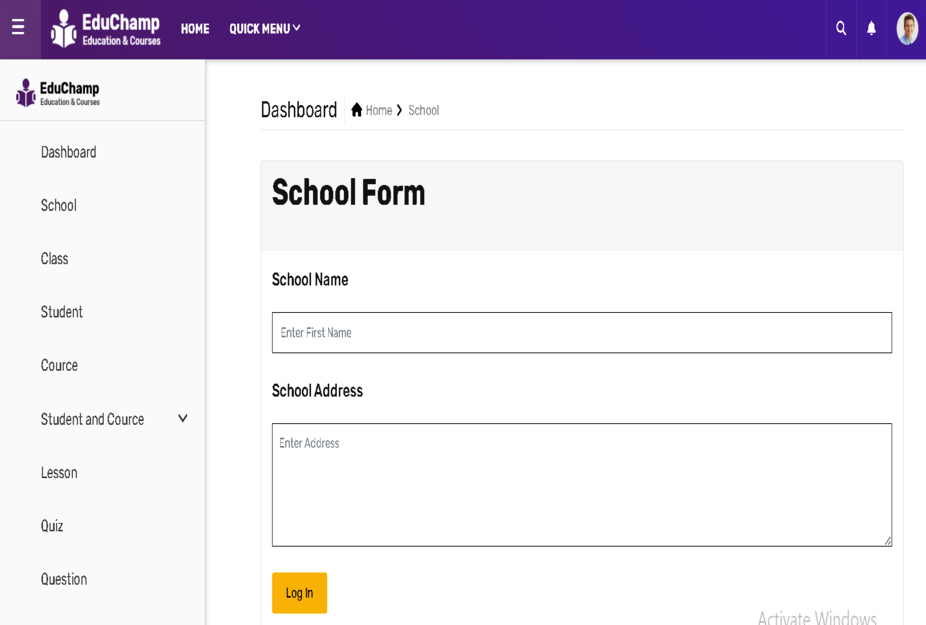 EduChamp
Education & Courses
HOME
QUICK MENU
EduChamp
Education & Courses
Dashboard
School
Class
Student
Cource
Student and Cource
Lesson
Quiz
Question
Dashboard Home School
School Form
School Name
Enter First Name
School Address
Enter Address
Log In
Activate Windows